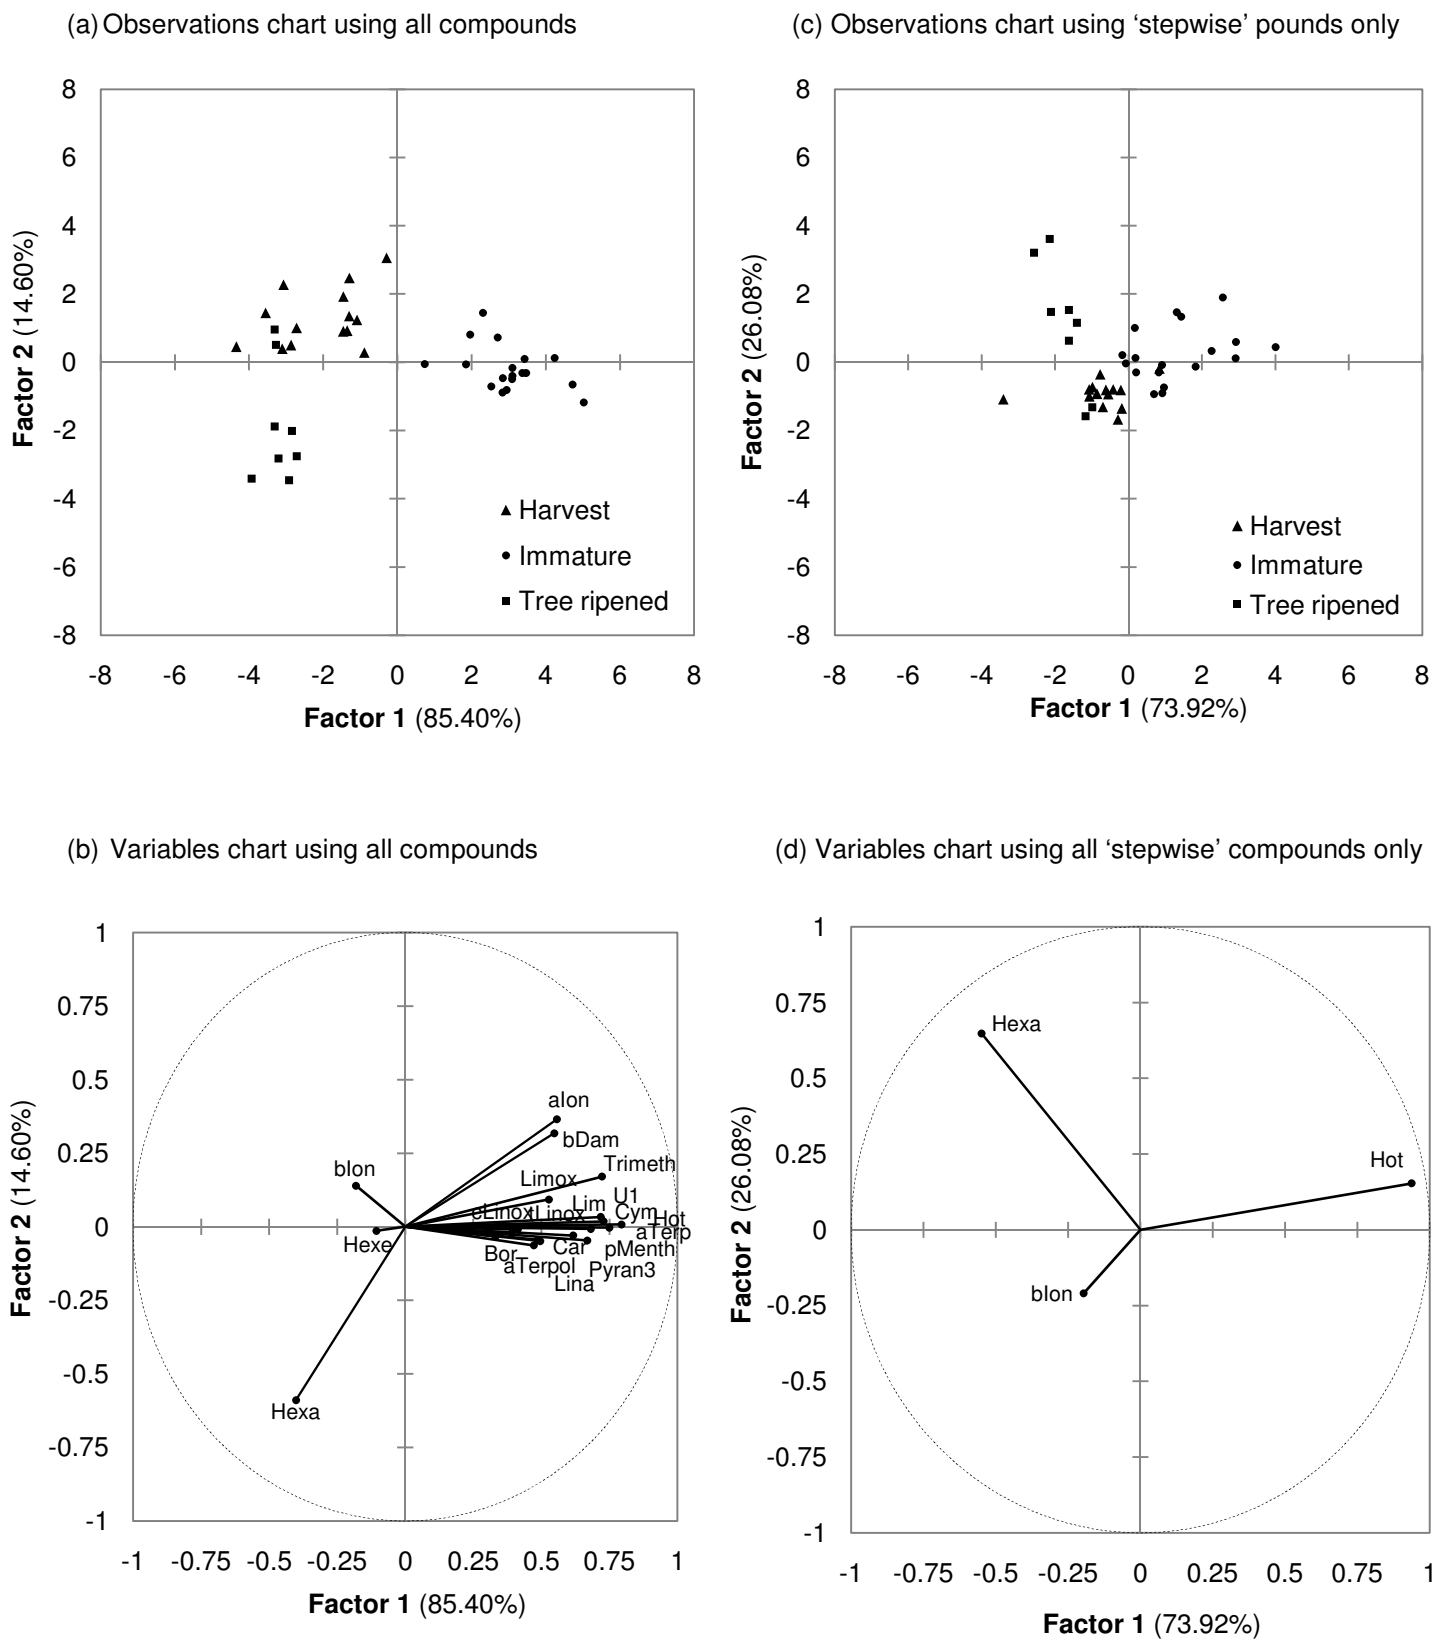 (a) Observations chart using all compounds
8
6
4
2
0
-2
-4
-6
-8
Factor 2 (14.60%)
Harvest
Immature
Tree ripened
-8 -6 -4 -2 0 2 4 6 8
Factor 1 (85.40%)
(c) Observations chart using ‘stepwise’ pounds only
8
6
4
2
0
-2
-4
-6
-8
Factor 2 (26.08%)
Harvest
Immature
Tree ripened
-8 -6 -4 -2 0 2 4 6 8
Factor 1 (73.92%)
(b) Variables chart using all compounds
1
0.75
0.5
0.25
0
-0.25
-0.5
-0.75
-1
Factor 2 (14.60%)
aIon
bDam
bIon
Trimeth
Limox
U1
Lim
cLinox
tLinox
Cym
Hot
aTerp
Hexe
Bor
Car
pMenth
aTerpol
Pyran3
Lina
Hexa
-1 -0.75 -0.5 -0.25 0 0.25 0.5 0.75 1
Factor 1 (85.40%)
(d) Variables chart using all ‘stepwise’ compounds only
1
0.75
0.5
0.25
0
-0.25
-0.5
-0.75
-1
Factor 2 (26.08%)
Hexa
Hot
bIon
-1 -0.75 -0.5 -0.25 0 0.25 0.5 0.75 1
Factor 1 (73.92%)